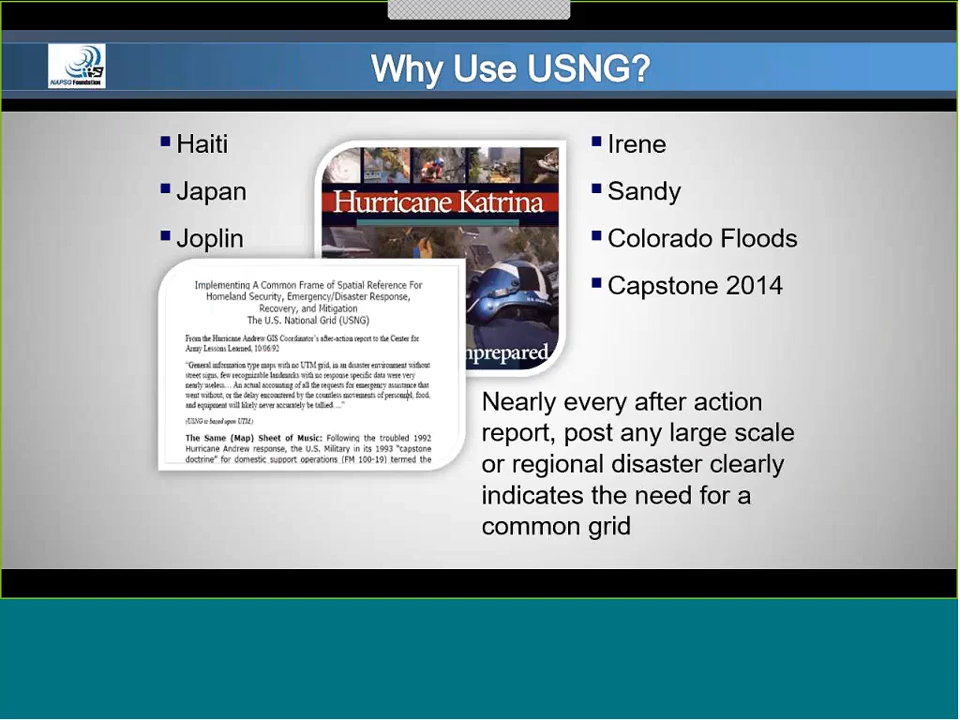 Why Use USNG?
NAPSG Foundation
Haiti
Japan
Joplin
Hurricane Katrina
nprepared
Implementing A Common Frame of Spatial Reference For
Homeland Security, Emergency/Disaster Response,
Recovery, and Mitigation
The U.S. National Grid (USNG)
From the Hurricane Andrew GIS Coordinator's after-action report to the Center for
Army Lessons Learned, 10/06/92
"General information type maps with no UTM grid, in an disaster environment without
street signs, few recognizable landmarks with no response specific data were very
nearly useless… An actual accounting of all the requests for emergency assistance that
went without, or the delay encountered by the countless movements of personnel, food,
and equipment will likely never accurately be tallied…."
(USNG is based upon UTM)
The Same (Map) Sheet of Music: Following the troubled 1992
Hurricane Andrew response, the U.S. Military in its 1993 "capstone
doctrine" for domestic support operations (FM 100-19) termed the
Irene
Sandy
Colorado Floods
Capstone 2014
Nearly every after action
report, post any large scale
or regional disaster clearly
indicates the need for a
common grid